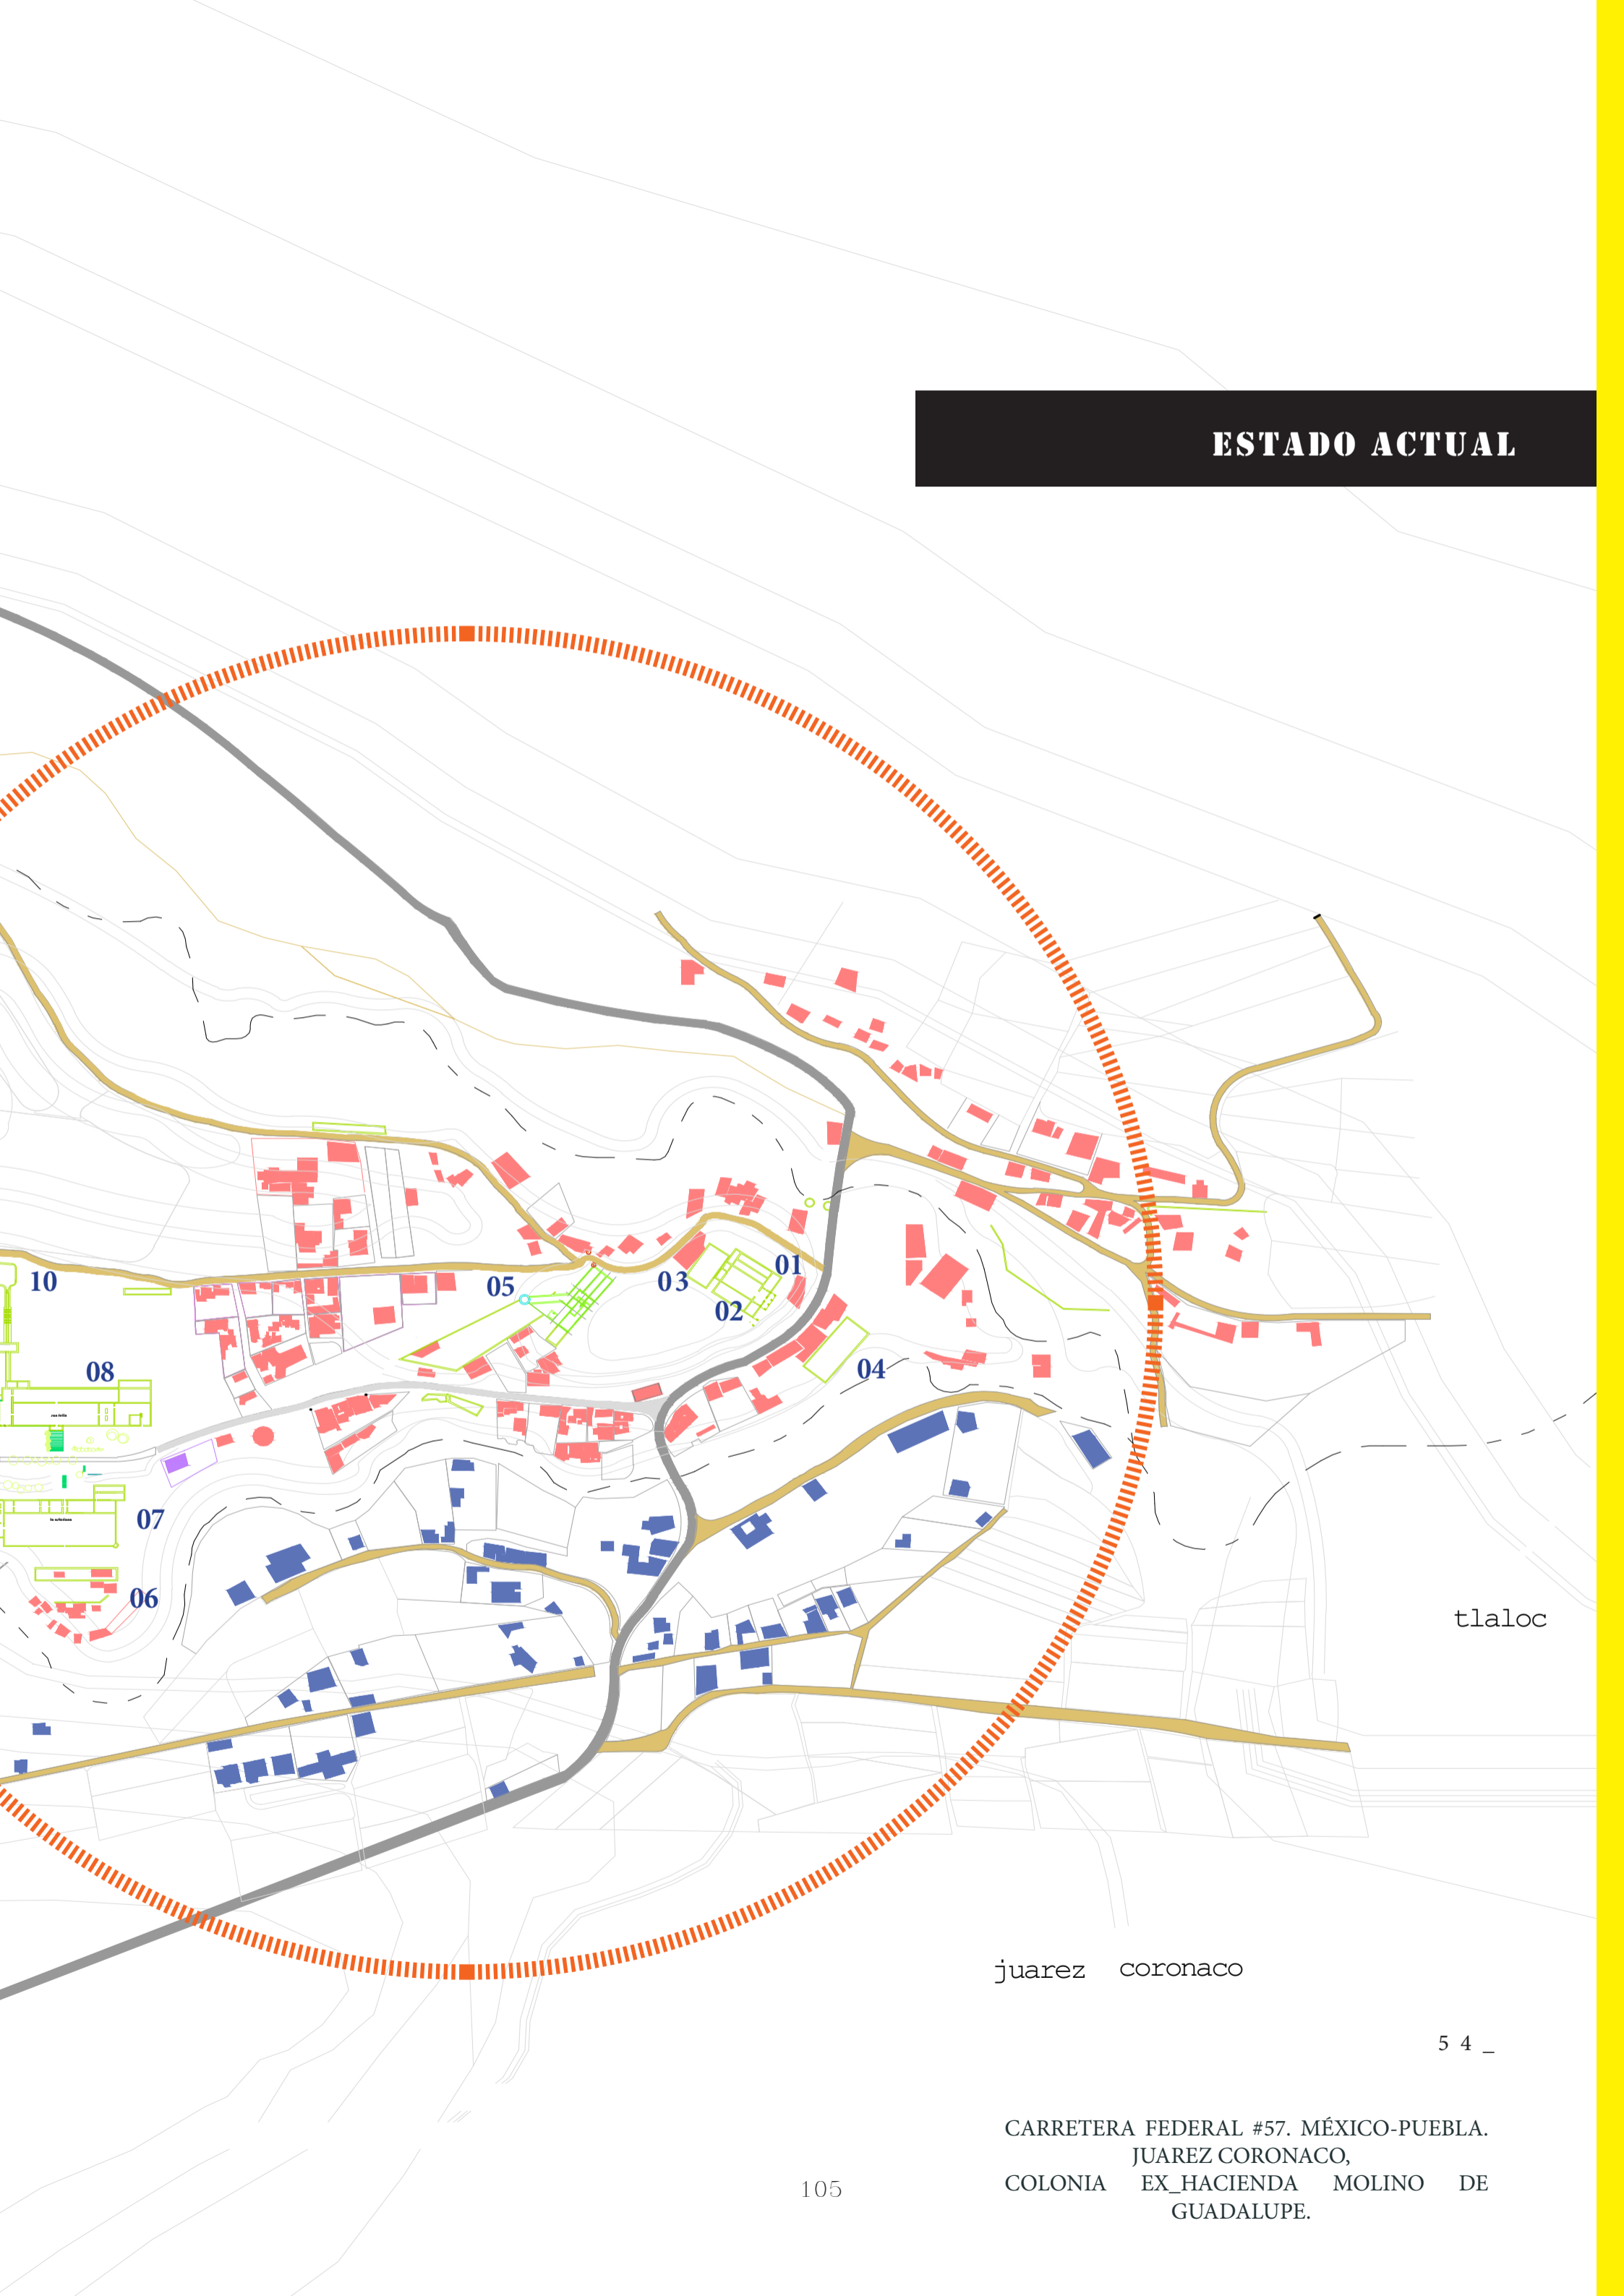 ESTADO ACTUAL
01
10
05
03
02
08
04
07
06
tlaloc
juarez coronaco
5 4 _
CARRETERA FEDERAL #57. MÉXICO-PUEBLA.
JUAREZ CORONACO,
COLONIA EX_HACIENDA MOLINO DE
GUADALUPE.
105